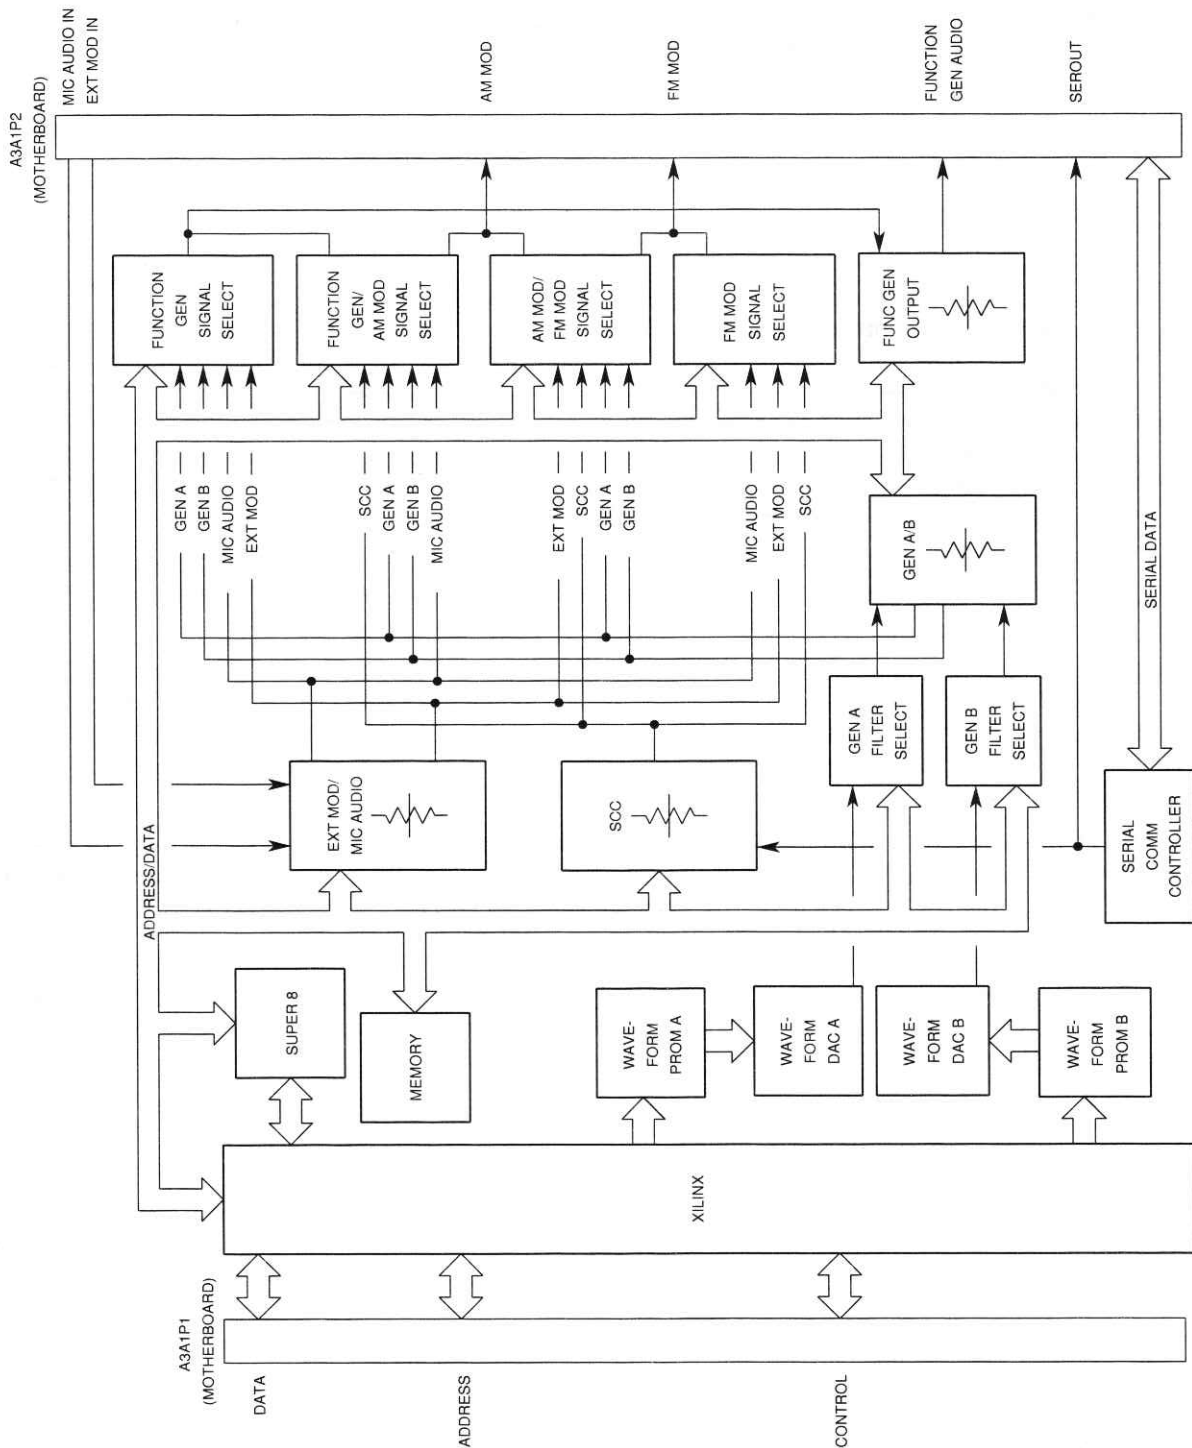 A3A1P2
(MOTHERBOARD)
MIC AUDIO IN
EXT MOD IN
AM MOD
FM MOD
FUNCTION
GEN AUDIO
SEROUT
FUNCTION
GEN
SIGNAL
SELECT
FUNCTION
GEN/
AM MOD
SIGNAL
SELECT
AM MOD/
FM MOD
SIGNAL
SELECT
FM MOD
SIGNAL
SELECT
FUNC GEN
OUTPUT
GEN A
GEN B
MIC AUDIO
EXT MOD
SCC
GEN A
GEN B
MIC AUDIO
EXT MOD
SCC
GEN A
GEN B
MIC AUDIO
EXT MOD
SCC
GEN A/B
SERIAL DATA
GEN A
FILTER
SELECT
GEN B
FILTER
SELECT
EXT MOD/
MIC AUDIO
SCC
SERIAL
COMM
CONTROLLER
ADDRESS/DATA
SUPER 8
MEMORY
WAVE-
FORM
PROM A
WAVE-
FORM
DAC A
WAVE-
FORM
DAC B
WAVE-
FORM
PROM B
XILINX
A3A1P1
(MOTHERBOARD)
DATA
ADDRESS
CONTROL